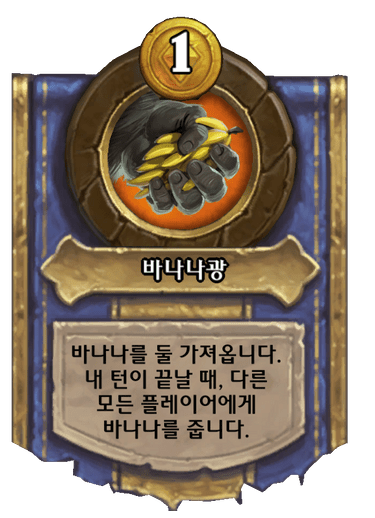 1
바나나광
바나나를 둘 가져옵니다.
내 턴이 끝날 때, 다른
모든 플레이어에게
바나나를 줍니다.